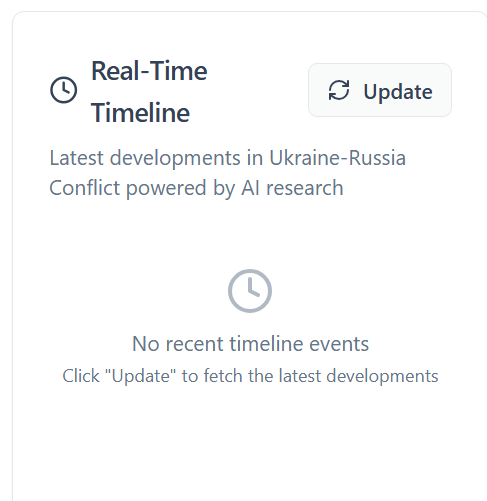 Real-Time
Timeline
Update
Latest developments in Ukraine-Russia
Conflict powered by AI research
No recent timeline events
Click "Update" to fetch the latest developments